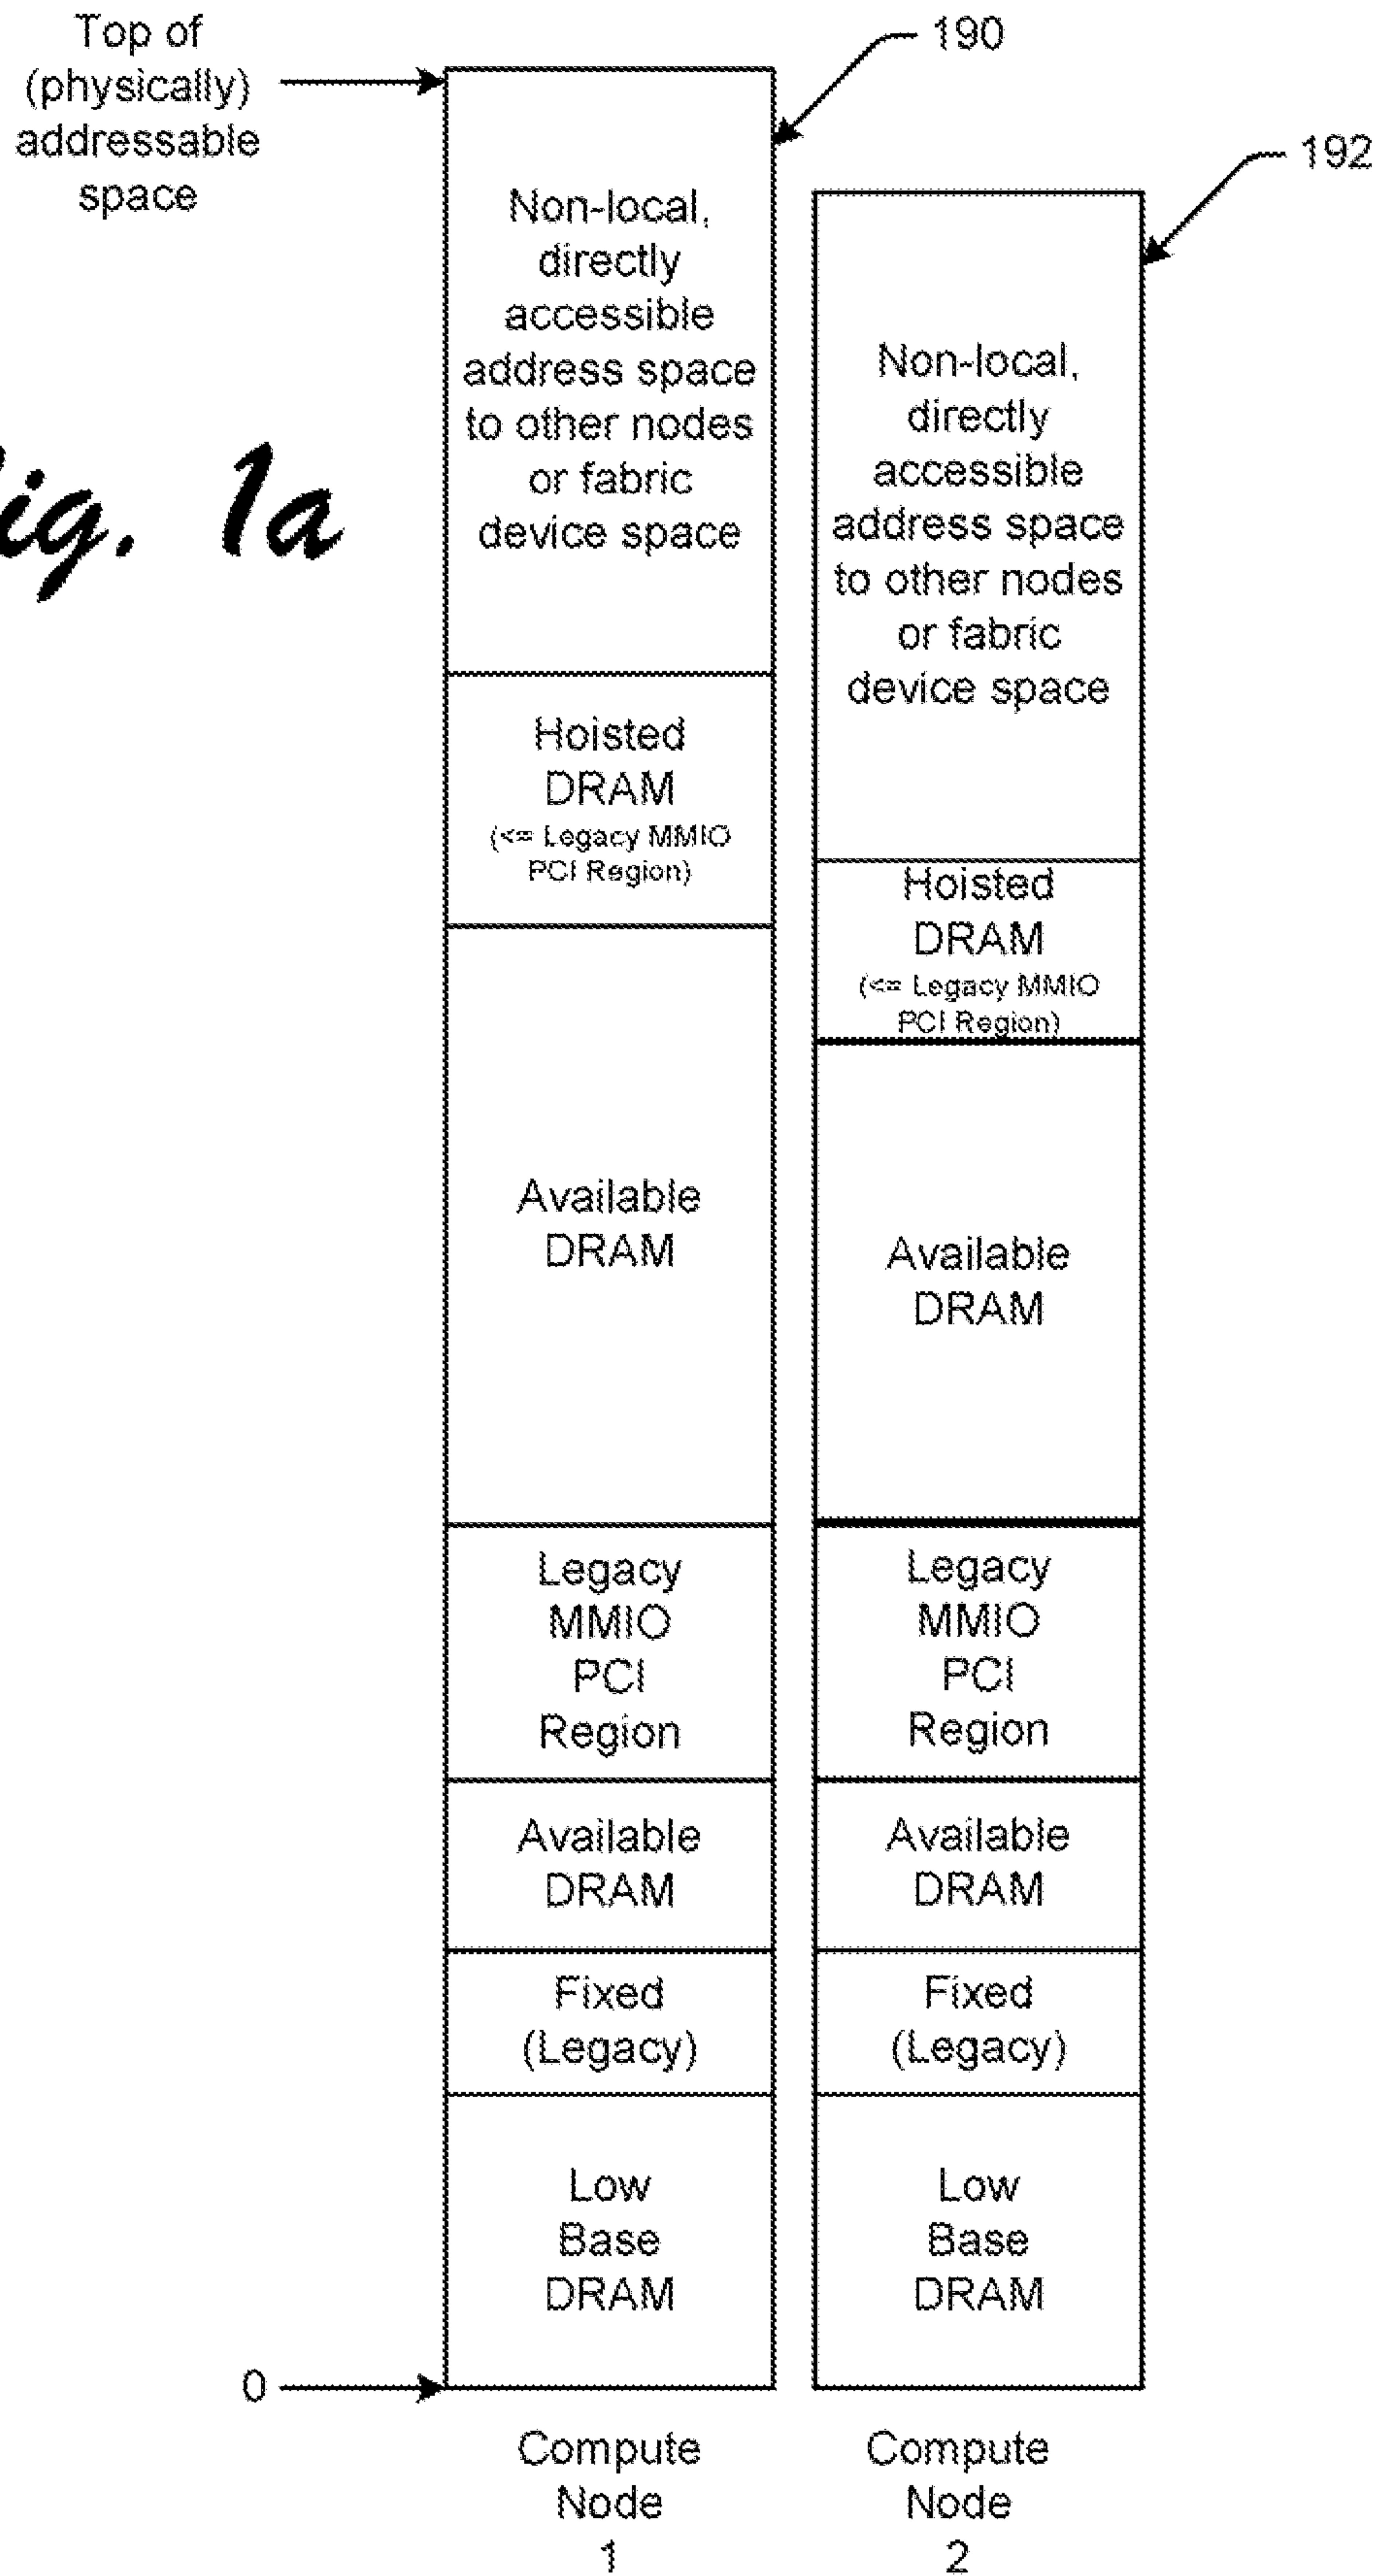 Top of
(physically)
addressable
space
190
192
Fig. 1a
Non-local,
directly
accessible
address space
to other nodes
or fabric
device space
Hoisted
DRAM
(<= Legacy MMIO
PCI Region)
Available
DRAM
Legacy
MMIO
PCI
Region
Available
DRAM
Fixed
(Legacy)
Low
Base
DRAM
0
Compute
Node
1
Non-local,
directly
accessible
address space
to other nodes
or fabric
device space
Hoisted
DRAM
(<= Legacy MMIO
PCI Region)
Available
DRAM
Legacy
MMIO
PCI
Region
Available
DRAM
Fixed
(Legacy)
Low
Base
DRAM
Compute
Node
2